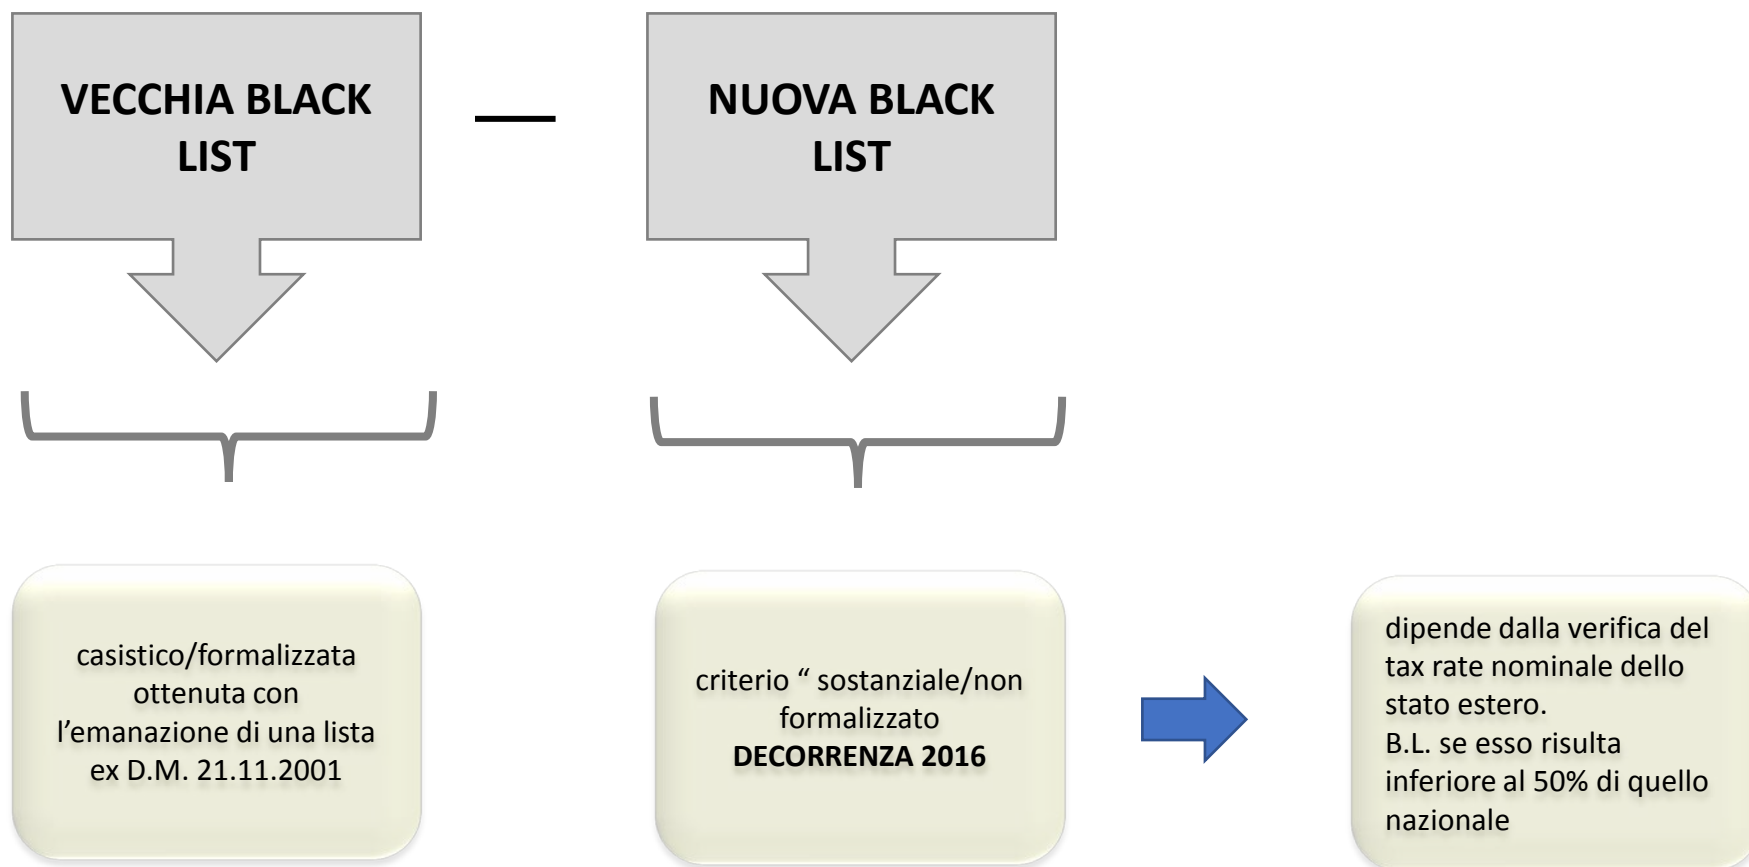 VECCHIA BLACK
LIST
NUOVA BLACK
LIST
casistico/formalizzata
ottenuta con
l’emanazione di una lista
ex D.M. 21.11.2001
criterio “ sostanziale/non
formalizzato
DECORRENZA 2016
dipende dalla verifica del
tax rate nominale dello
stato estero.
B.L. se esso risulta
inferiore al 50% di quello
nazionale